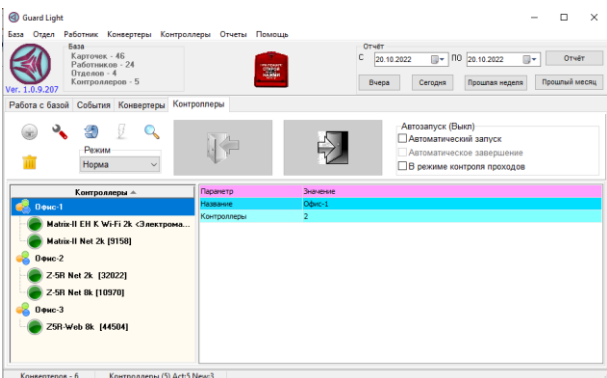 Guard Light
База Отдел Работник Конвертеры Контроллеры Отчеты Помощь
База
Карточек - 46
Работников - 24
Отделов - 4
Контроллеров - 5
Ver. 1.0.9.207
Отчёт
С 20.10.2022 ПО 20.10.2022 Отчёт
Вчера Сегодня Прошлая неделя Прошлый месяц
Работа с базой События Конвертеры Контроллеры
Режим
Норма
Автозапуск (Выкл)
Автоматический запуск
Автоматическое завершение
В режиме контроля проходов
Контроллеры
Офис-1
Matrix-II EH K Wi-Fi 2k <Электрома...
Matrix-II Net 2k [9158]
Офис-2
Z-5R Net 2k [32022]
Z-5R Net 8k [10970]
Офис-3
Z5R-Web 8k [44504]
Параметр Значение
Название Офис-1
Контроллеры 2
Конвертеров - 6 Контроллеры (5) Act:5 New:3